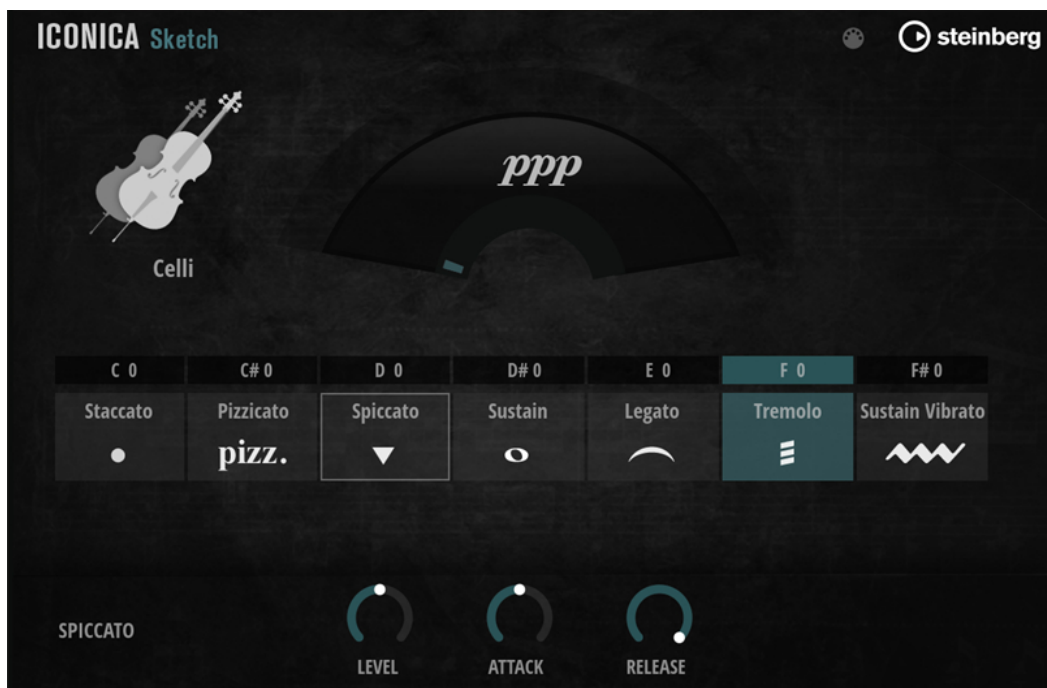 ICONICA Sketch
steinberg
ppp
Celli
C 0 C# 0 D 0 D# 0 E 0 F 0 F# 0
Staccato Pizzicato Spiccato Sustain Legato Tremolo Sustain Vibrato
pizz.
SPICCATO
LEVEL ATTACK RELEASE